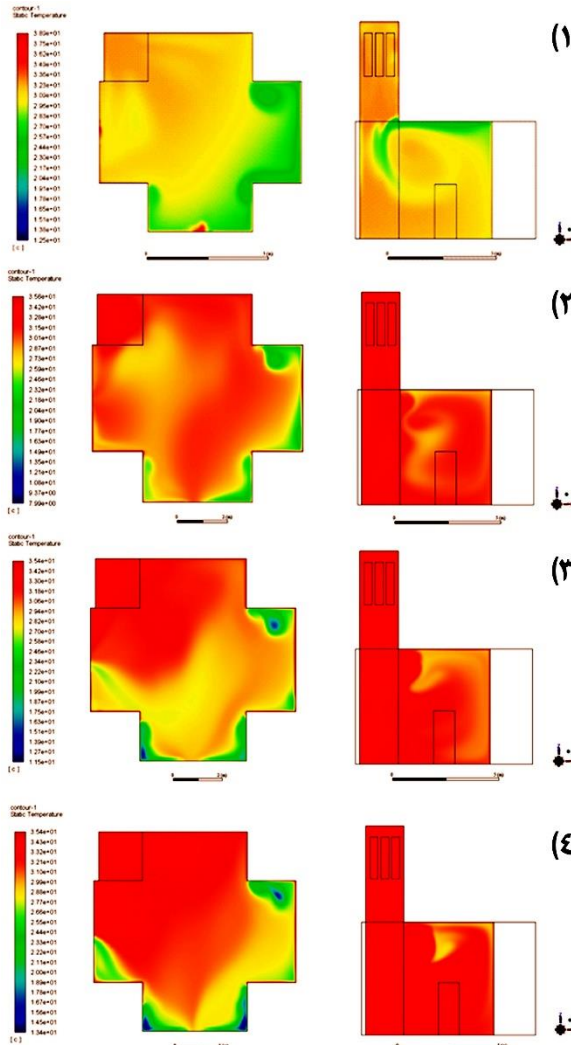 contour-1
Static Temperature
(١
3.89e+01
3.75e+01
3.62e+01
3.49e+01
3.36e+01
3.23e+01
3.09e+01
2.96e+01
2.83e+01
2.70e+01
2.57e+01
2.44e+01
2.30e+01
2.17e+01
2.04e+01
1.91e+01
1.78e+01
1.65e+01
1.51e+01
1.38e+01
1.25e+01
[c]
contour-1
Static Temperature
(٢
3.56e+01
3.42e+01
3.28e+01
3.15e+01
3.01e+01
2.87e+01
2.73e+01
2.59e+01
2.46e+01
2.32e+01
2.18e+01
2.04e+01
1.91e+01
1.77e+01
1.63e+01
1.49e+01
1.35e+01
1.21e+01
1.08e+01
9.37e+00
7.99e+00
[c]
contour-1
Static Temperature
(٣
3.54e+01
3.42e+01
3.30e+01
3.18e+01
3.06e+01
2.94e+01
2.82e+01
2.70e+01
2.58e+01
2.46e+01
2.34e+01
2.22e+01
2.10e+01
1.99e+01
1.87e+01
1.75e+01
1.63e+01
1.51e+01
1.39e+01
1.27e+01
1.15e+01
[c]
contour-1
Static Temperature
(٤
3.54e+01
3.43e+01
3.32e+01
3.21e+01
3.10e+01
2.99e+01
2.88e+01
2.77e+01
2.66e+01
2.55e+01
2.44e+01
2.33e+01
2.22e+01
2.11e+01
2.00e+01
1.89e+01
1.78e+01
1.67e+01
1.56e+01
1.45e+01
1.34e+01
[c]